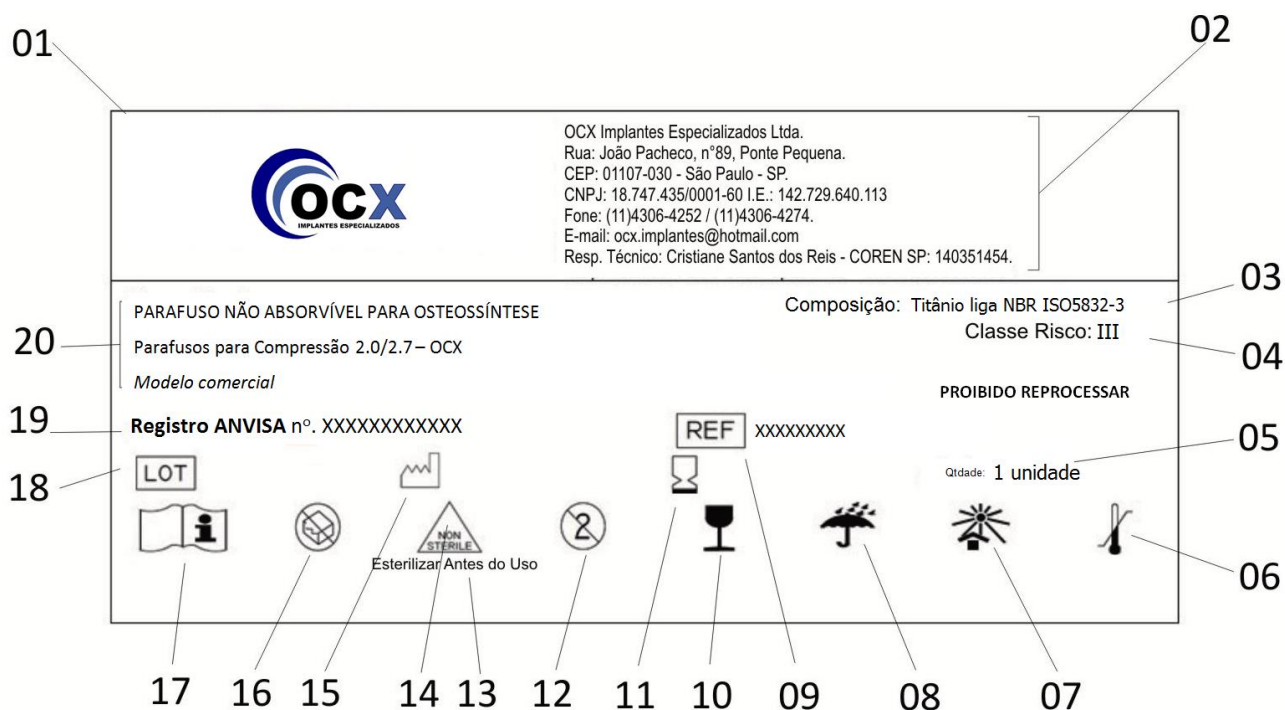 01
02
OCX
IMPLANTES ESPECIALIZADOS
OCX Implantes Especializados Ltda.
Rua: João Pacheco, n°89, Ponte Pequena.
CEP: 01107-030 - São Paulo - SP.
CNPJ: 18.747.435/0001-60 I.E.: 142.729.640.113
Fone: (11)4306-4252 / (11)4306-4274.
E-mail: ocx.implantes@hotmail.com
Resp. Técnico: Cristiane Santos dos Reis - COREN SP: 140351454.
03
Composição: Titânio liga NBR ISO5832-3
Classe Risco: III
04
20
PARAFUSO NÃO ABSORVÍVEL PARA OSTEOSSÍNTESE
Parafusos para Compressão 2.0/2.7 – OCX
Modelo comercial
PROIBIDO REPROCESSAR
19
Registro ANVISA nº. XXXXXXXXXXXX
REF XXXXXXXXX
05
18
LOT
Qtdade: 1 unidade
NON
STERILE
2
Esterilizar Antes do Uso
06
17 16 15 14 13 12 11 10 09 08 07